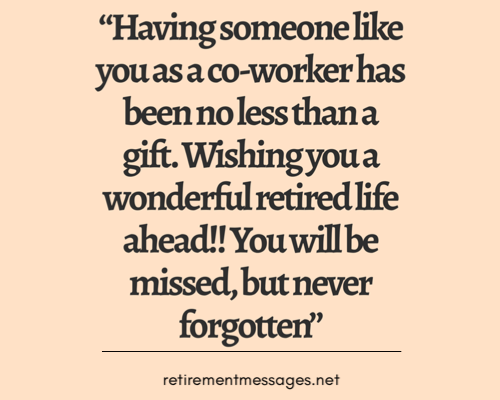 “Having someone like
you as a co-worker has
been no less than a
gift. Wishing you a
wonderful retired life
ahead!! You will be
missed, but never
forgotten”
retirementmessages.net